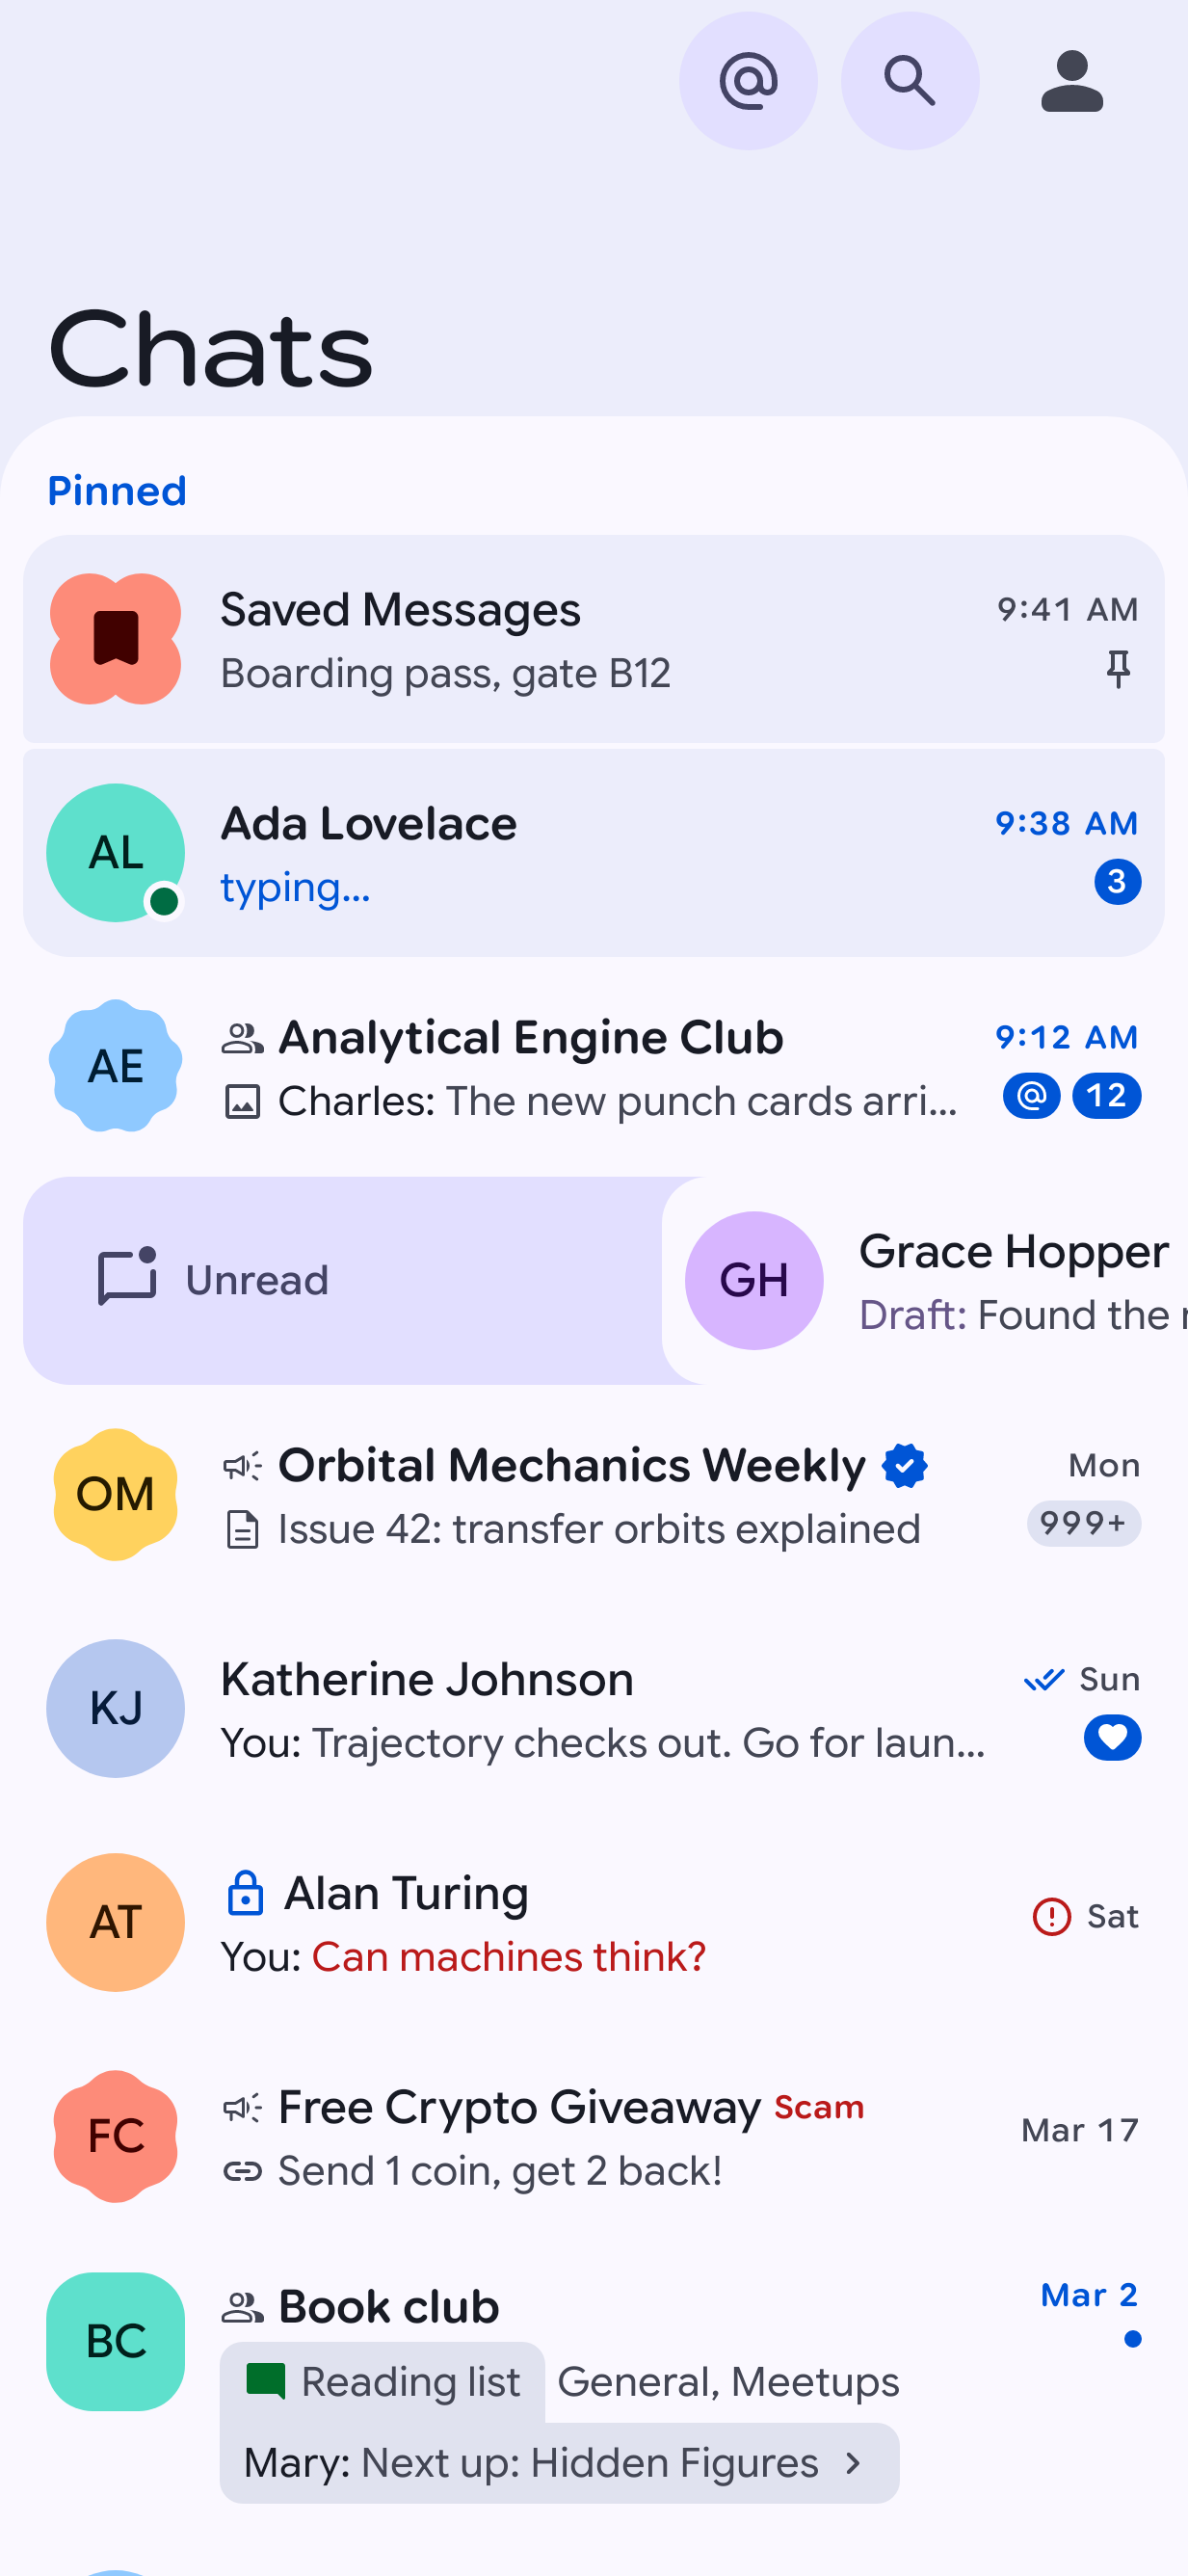 Chats
Pinned
Saved Messages
9:41 AM
Boarding pass, gate B12
AL
Ada Lovelace
9:38 AM
typing...
3
AE
Analytical Engine Club
9:12 AM
Charles: The new punch cards arri...
@ 12
Unread
GH
Grace Hopper
Draft: Found the
OM
Orbital Mechanics Weekly
Mon
Issue 42: transfer orbits explained
999+
KJ
Katherine Johnson
Sun
You: Trajectory checks out. Go for laun...
AT
Alan Turing
Sat
You: Can machines think?
FC
Free Crypto Giveaway Scam
Mar 17
Send 1 coin, get 2 back!
BC
Book club
Mar 2
Reading list General, Meetups
Mary: Next up: Hidden Figures